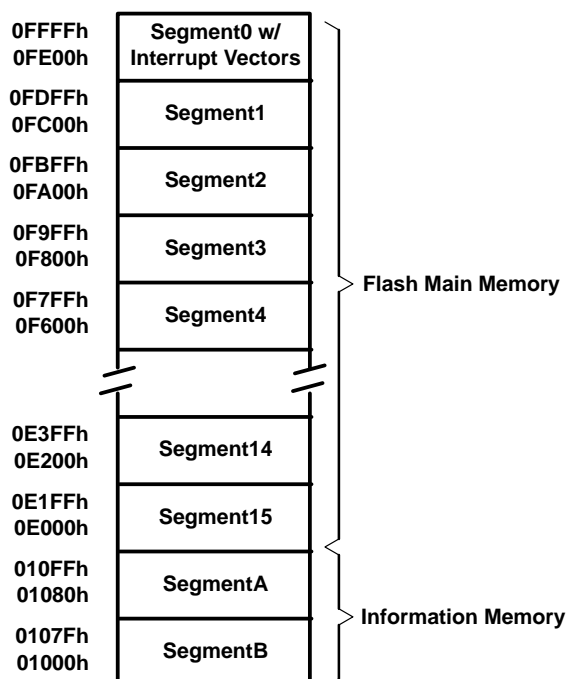 0FFFFh
0FE00h
Segment0 w/
Interrupt Vectors
0FDFFh
0FC00h
Segment1
0FBFFh
0FA00h
Segment2
0F9FFh
0F800h
Segment3
0F7FFh
0F600h
Segment4
Flash Main Memory
0E3FFh
0E200h
Segment14
0E1FFh
0E000h
Segment15
010FFh
01080h
SegmentA
0107Fh
01000h
SegmentB
Information Memory